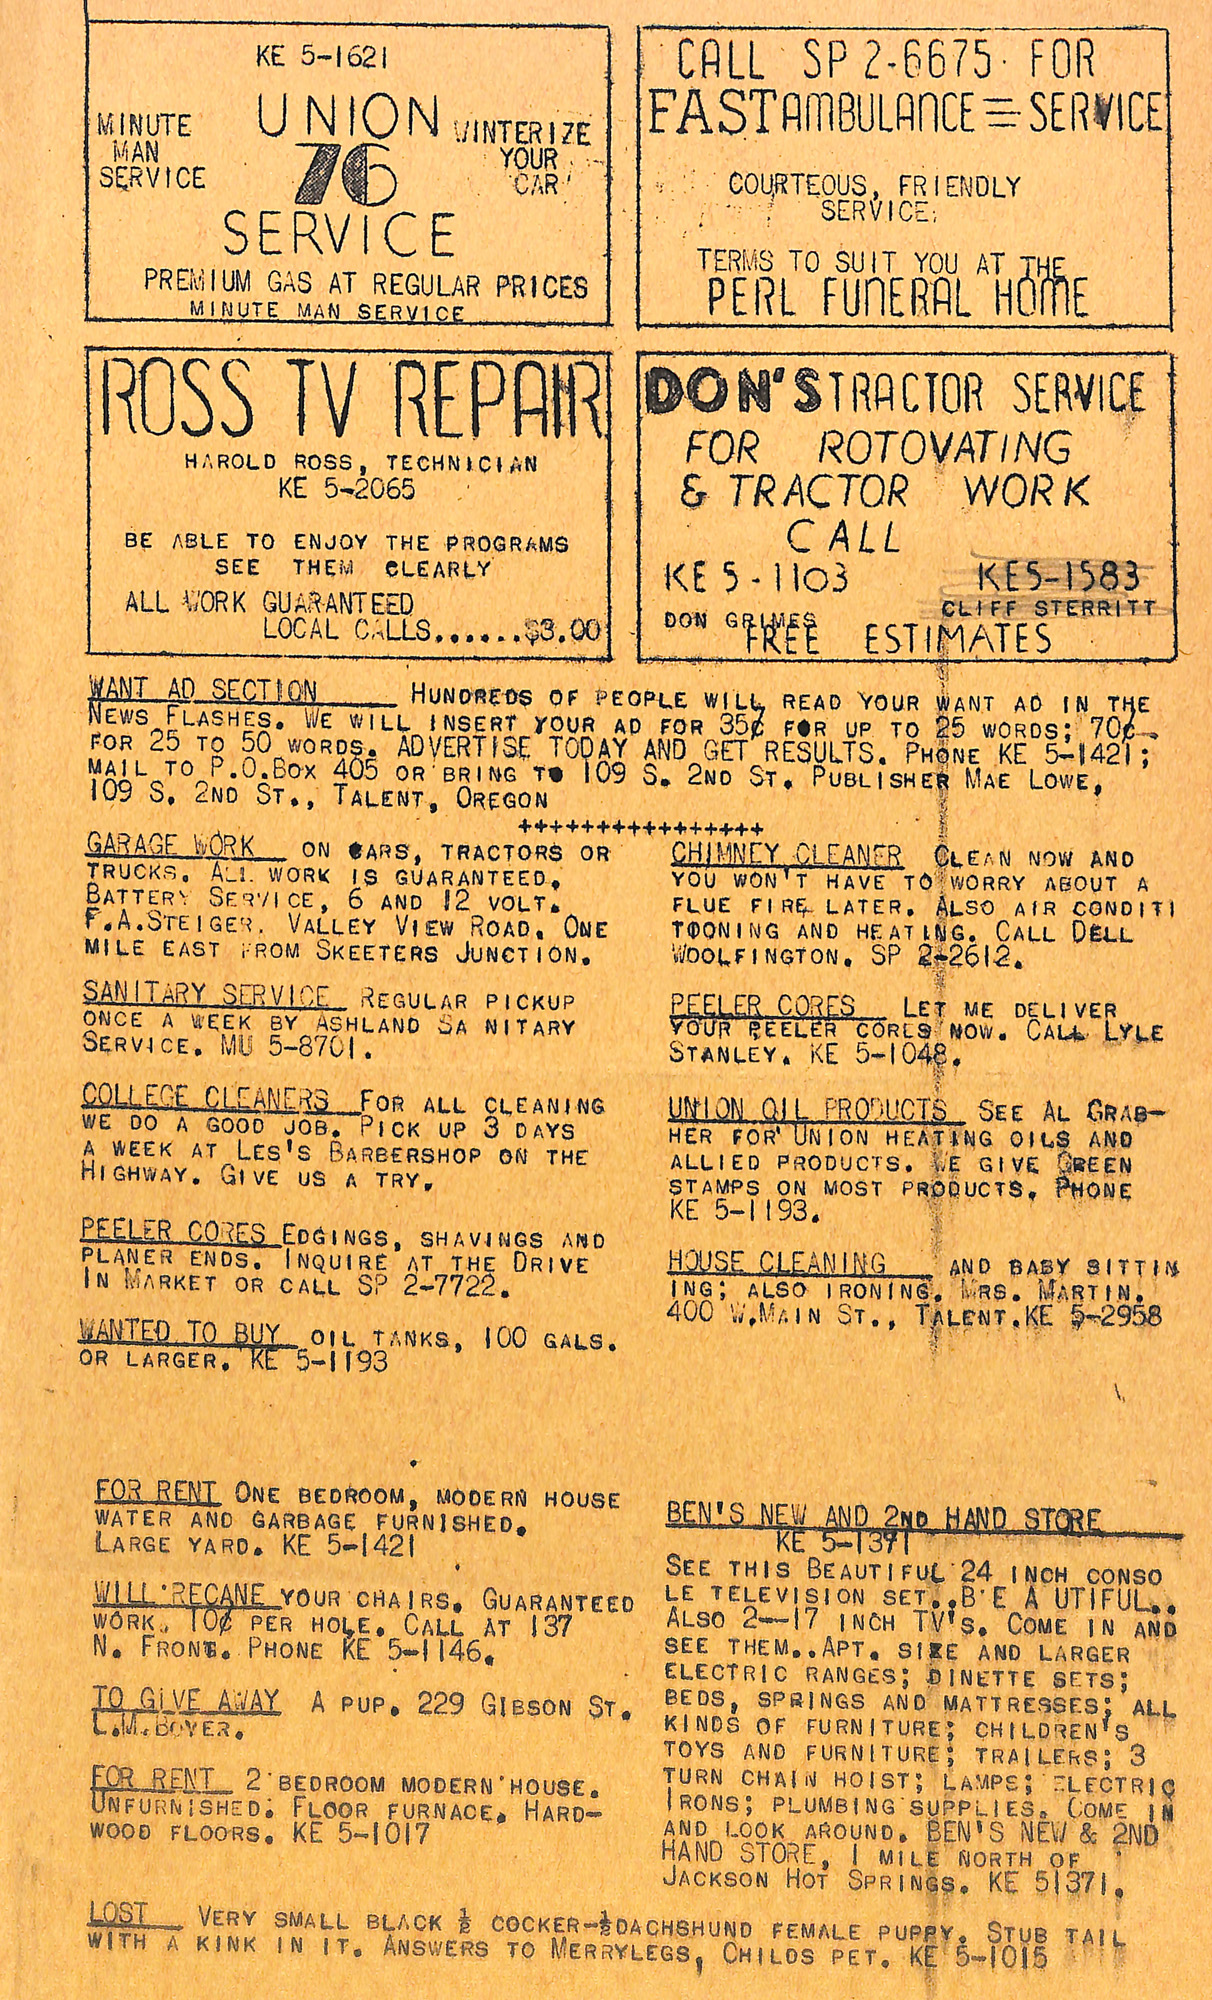 KE 5-1621
MINUTE
MAN
SERVICE
UNION
76
SERVICE
WINTERIZE
YOUR
CAR
PREMIUM GAS AT REGULAR PRICES
MINUTE MAN SERVICE
CALL SP 2-6675 FOR
FAST AMBULANCE = SERVICE
COURTEOUS, FRIENDLY
SERVICE.
TERMS TO SUIT YOU AT THE
PERL FUNERAL HOME
ROSS TV REPAIR
HAROLD ROSS, TECHNICIAN
KE 5-2065
BE ABLE TO ENJOY THE PROGRAMS
SEE THEM CLEARLY
ALL WORK GUARANTEED
LOCAL CALLS......$3.00
DON'S TRACTOR SERVICE
FOR ROTOVATING
& TRACTOR WORK
CALL
KE 5-1103 KE5-1583
DON GRIMES CLIFF STERRITT
FREE ESTIMATES
WANT AD SECTION HUNDREDS OF PEOPLE WILL READ YOUR WANT AD IN THE
NEWS FLASHES. WE WILL INSERT YOUR AD FOR 35¢ FOR UP TO 25 WORDS; 70¢
FOR 25 TO 50 WORDS. ADVERTISE TODAY AND GET RESULTS. PHONE KE 5-1421;
MAIL TO P.O.BOX 405 OR BRING TO 109 S. 2ND ST. PUBLISHER MAE LOWE,
109 S. 2ND ST., TALENT, OREGON
++++++++++++++++
GARAGE WORK ON CARS, TRACTORS OR
TRUCKS. ALL WORK IS GUARANTEED.
BATTERY SERVICE, 6 AND 12 VOLT.
F.A.STEIGER. VALLEY VIEW ROAD. ONE
MILE EAST FROM SKEETERS JUNCTION.
SANITARY SERVICE REGULAR PICKUP
ONCE A WEEK BY ASHLAND SA NITARY
SERVICE. MU 5-8701.
COLLEGE CLEANERS FOR ALL CLEANING
WE DO A GOOD JOB. PICK UP 3 DAYS
A WEEK AT LES'S BARBERSHOP ON THE
HIGHWAY. GIVE US A TRY.
PEELER CORES EDGINGS, SHAVINGS AND
PLANER ENDS. INQUIRE AT THE DRIVE
IN MARKET OR CALL SP 2-7722.
WANTED TO BUY OIL TANKS, 100 GALS.
OR LARGER. KE 5-1193
CHIMNEY CLEANER CLEAN NOW AND
YOU WON'T HAVE TO WORRY ABOUT A
FLUE FIRE LATER. ALSO AIR CONDITI
TOONING AND HEATING. CALL DELL
WOOLFINGTON. SP 2-2612.
PEELER CORES LET ME DELIVER
YOUR PEELER CORES NOW. CALL LYLE
STANLEY. KE 5-1048.
UNION OIL PRODUCTS SEE AL GRAB-
HER FOR UNION HEATING OILS AND
ALLIED PRODUCTS. WE GIVE GREEN
STAMPS ON MOST PRODUCTS. PHONE
KE 5-1193.
HOUSE CLEANING AND BABY SITTIN
ING; ALSO IRONING. MRS. MARTIN.
400 W.MAIN ST., TALENT.KE 5-2958
FOR RENT ONE BEDROOM, MODERN HOUSE
WATER AND GARBAGE FURNISHED.
LARGE YARD. KE 5-1421
WILL RECANE YOUR CHAIRS. GUARANTEED
WORK. 10¢ PER HOLE. CALL AT 137
N. FRONT. PHONE KE 5-1146.
TO GIVE AWAY A PUP. 229 GIBSON ST.
L.M.BOYER.
FOR RENT 2 BEDROOM MODERN HOUSE.
UNFURNISHED. FLOOR FURNACE. HARD-
WOOD FLOORS. KE 5-1017
BEN'S NEW AND 2ND HAND STORE
KE 5-1371
SEE THIS BEAUTIFUL 24 INCH CONSO
LE TELEVISION SET..B E A UTIFUL..
ALSO 2--17 INCH TV'S. COME IN AND
SEE THEM..APT. SIZE AND LARGER
ELECTRIC RANGES; DINETTE SETS;
BEDS, SPRINGS AND MATTRESSES; ALL
KINDS OF FURNITURE; CHILDREN'S
TOYS AND FURNITURE; TRAILERS; 3
TURN CHAIN HOIST; LAMPS; ELECTRIC
IRONS; PLUMBING SUPPLIES. COME IN
AND LOOK AROUND. BEN'S NEW & 2ND
HAND STORE, 1 MILE NORTH OF
JACKSON HOT SPRINGS. KE 51371.
LOST VERY SMALL BLACK ½ COCKER-½DACHSHUND FEMALE PUPPY. STUB TAIL
WITH A KINK IN IT. ANSWERS TO MERRYLEGS, CHILDS PET. KE 5-1015